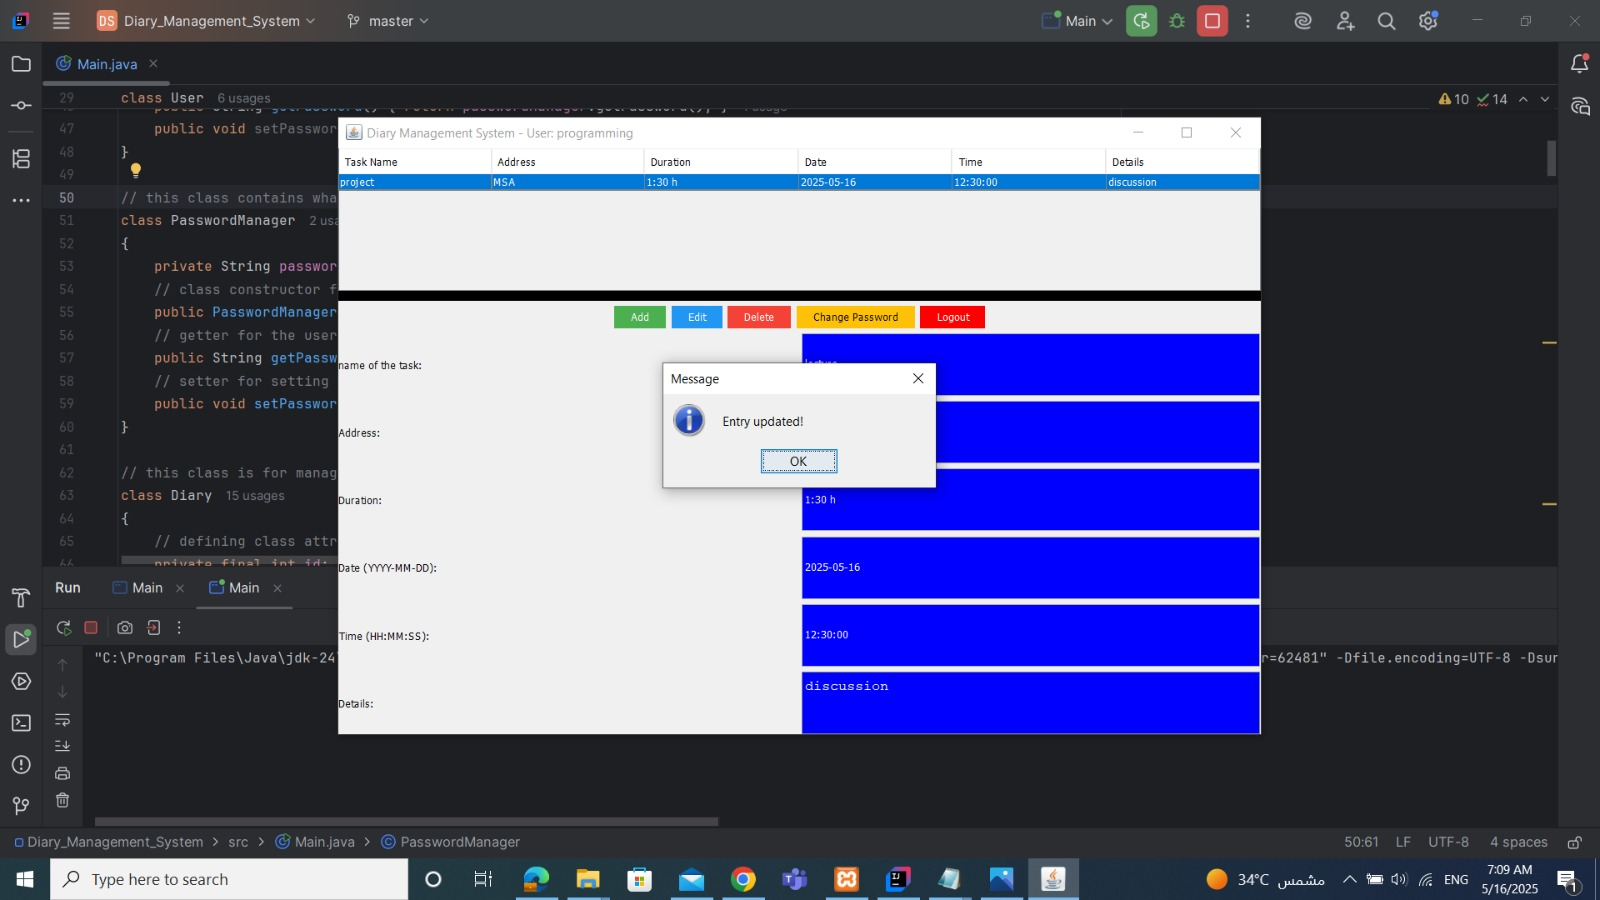 DS Diary_Management_System master Main
Main.java
29 class User 6 usages
10 14
47 public void setPasswor
48 }
49
50 // this class contains wha
51 class PasswordManager 2 usa
52 {
53 private String passwor
54 // class constructor f
55 public PasswordManager
56 // getter for the user
57 public String getPassw
58 // setter for setting
59 public void setPasswor
60 }
61
62 // this class is for manag
63 class Diary 15 usages
64 {
65 // defining class attr
66 private final int id;
Diary Management System - User: programming
Task Name Address Duration Date Time Details
project MSA 1:30 h 2025-05-16 12:30:00 discussion
Add Edit Delete Change Password Logout
name of the task:
Address:
Duration: 1:30 h
Date (YYYY-MM-DD): 2025-05-16
Time (HH:MM:SS): 12:30:00
Details: discussion
Message
Entry updated!
OK
Run Main Main
"C:\Program Files\Java\jdk-24
r=62481" -Dfile.encoding=UTF-8 -Dsun
Diary_Management_System > src > Main.java > PasswordManager
50:61 LF UTF-8 4 spaces
Type here to search
34°C مشمس
ENG
7:09 AM
5/16/2025
1